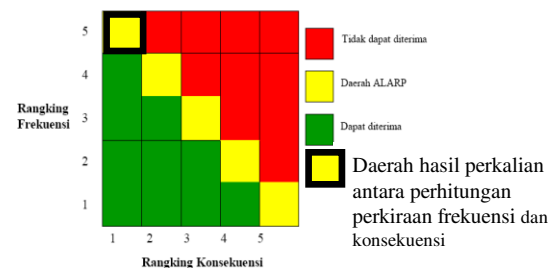 5
4
Rangking
Frekuensi
3
2
1
1 2 3 4 5
Rangking Konsekuensi
Tidak dapat diterima
Daerah ALARP
Dapat diterima
Daerah hasil perkalian
antara perhitungan
perkiraan frekuensi dan
konsekuensi